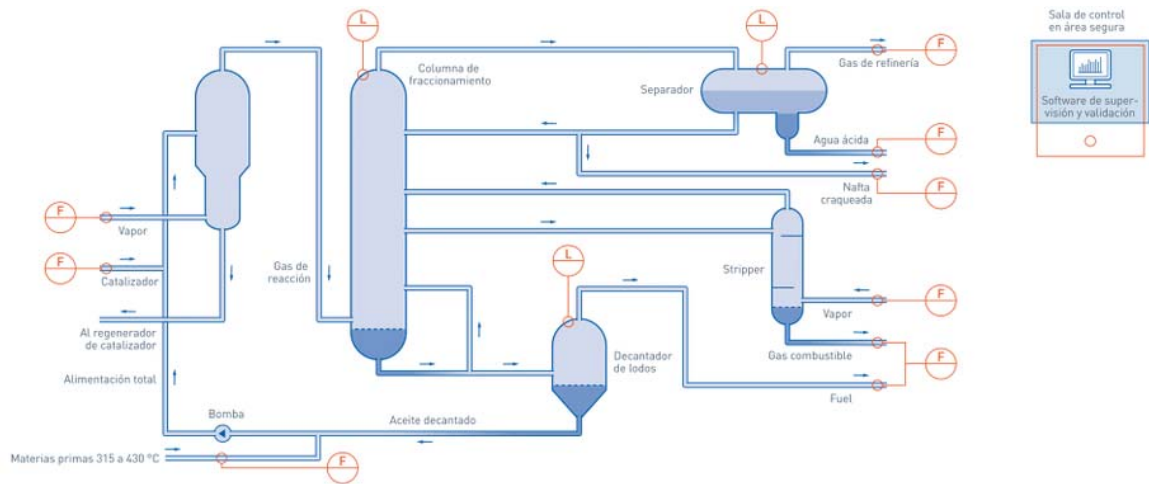 L
F
Columna de
fraccionamiento
L
Separador
Gas de refinería
F
Sala de control
en área segura
Software de super-
visión y validación
Agua ácida
F
Nafta
craqueada
F
F
Vapor
F
Catalizador
Gas de
reacción
Al regenerador
de catalizador
Alimentación total
L
Stripper
Vapor
F
Gas combustible
F
Fuel
Decantador
de lodos
Bomba
Aceite decantado
Materias primas 315 a 430 °C
F